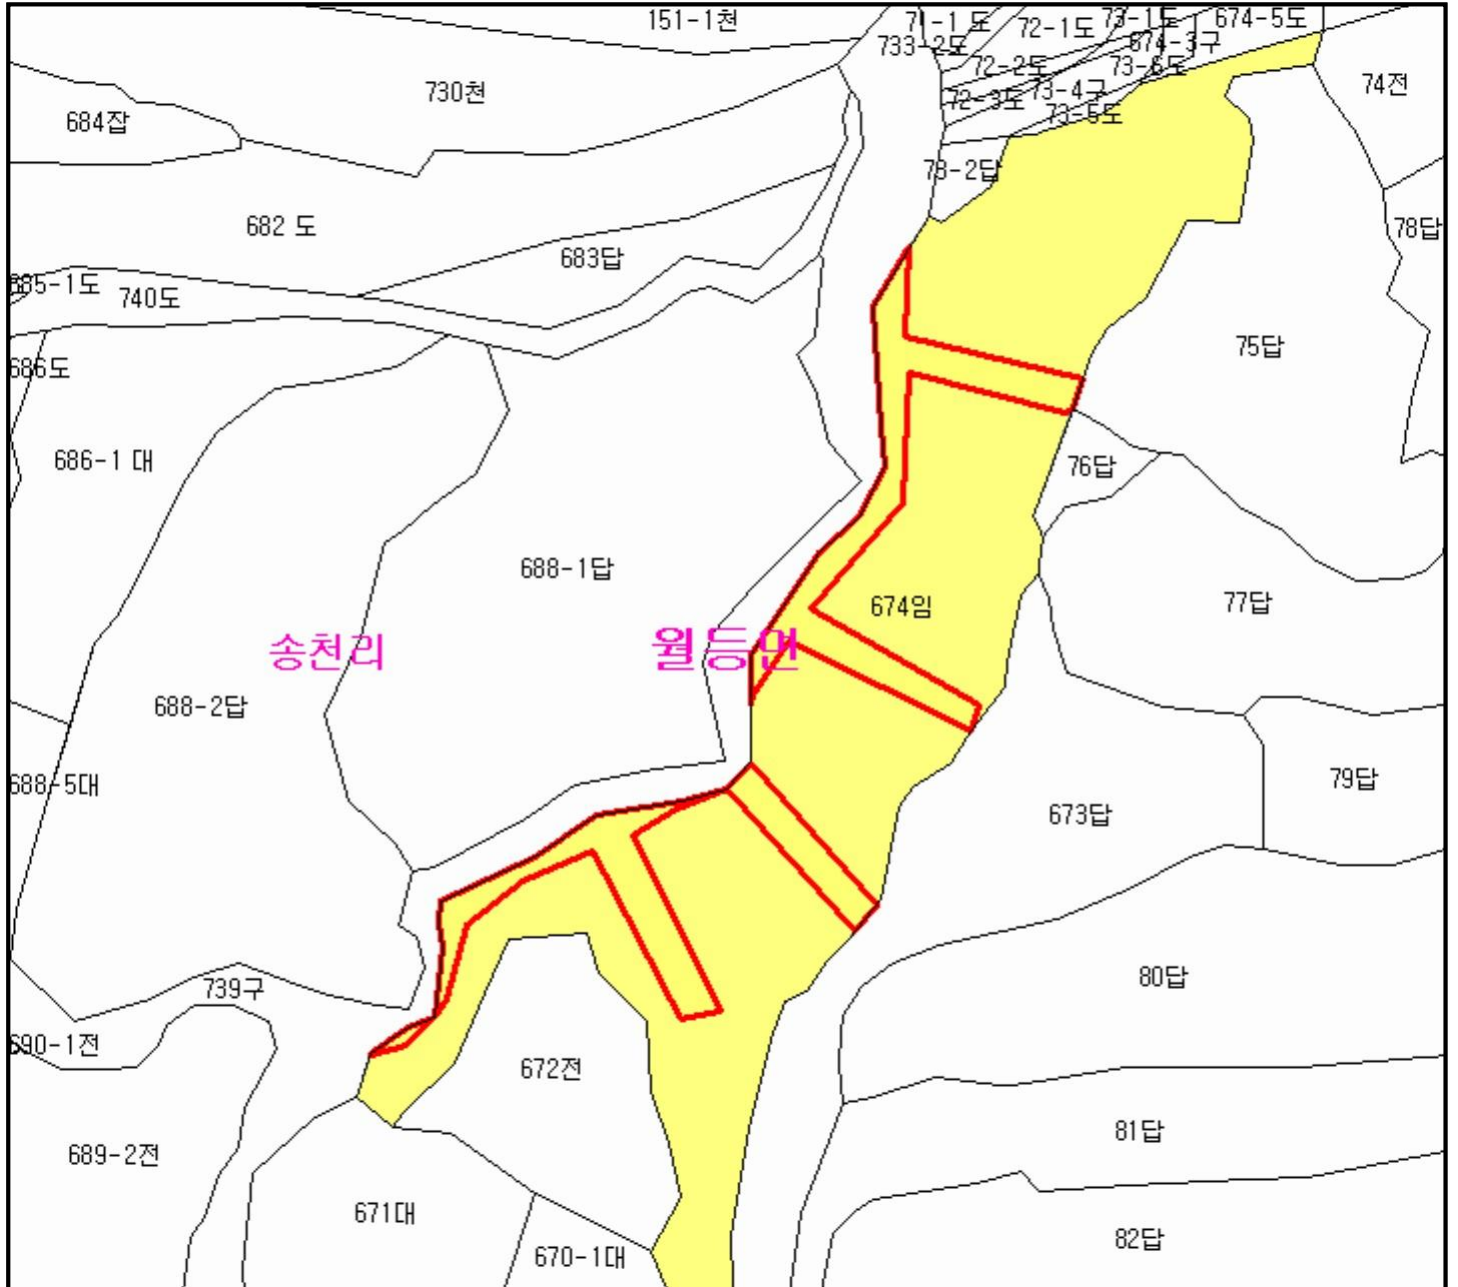 151-1천
71-1 도
72-1도
73-1도
674-5도
733-2도
674-3구
72-2도
73-6도
730천
74전
72-3도
73-4구
73-5도
684잡
73-2답
682 도
78답
683답
685-1도
740도
75답
686도
686-1 대
76답
688-1답
77답
674임
송천리
월등면
688-2답
688-5대
79답
673답
80답
739구
690-1전
672전
81답
689-2전
671대
82답
670-1대